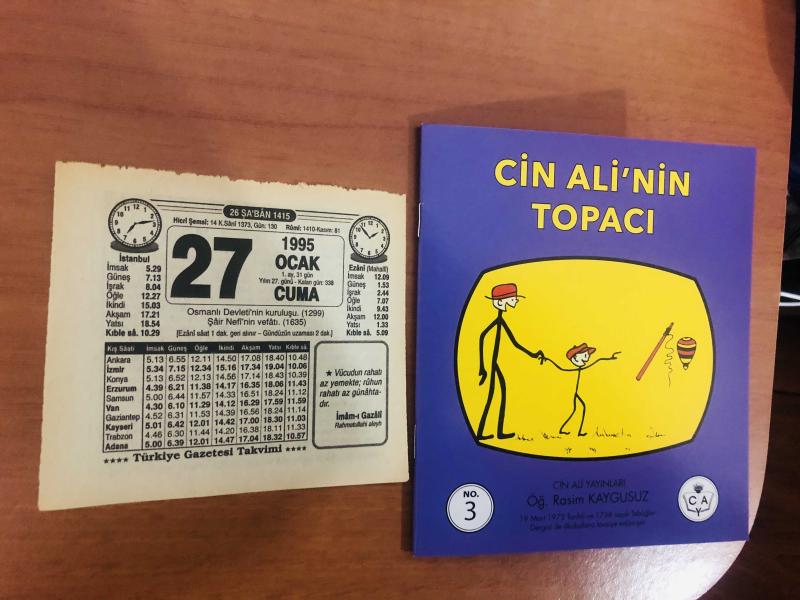 26 ŞA'BÂN 1415
Hicrî Şemsî: 14 K.Sânî 1373, Gün: 130 Rûmî: 1410-Kasım: 81
27
1995
OCAK
1. ay, 31 gün
Yılın 27. günü - Kalan gün: 338
CUMA
İstanbul
İmsak 5.29
Güneş 7.13
İşrak 8.04
Öğle 12.27
İkindi 15.03
Akşam 17.21
Yatsı 18.54
Kıble sâ. 10.29
Ezânî (Mahallî)
İmsak 12.09
Güneş 1.53
İşrak 2.44
Öğle 7.07
İkindi 9.43
Akşam 12.00
Yatsı 1.33
Kıble sâ. 5.09
Osmanlı Devleti'nin kuruluşu. (1299)
Şâir Nefî'nin vefâtı. (1635)
[Ezânî sâat 1 dak. geri alınır – Gündüzün uzaması 2 dak.]
Kış Sâati İmsak Güneş Öğle İkindi Akşam Yatsı Kıble sâ.
Ankara 5.13 6.55 12.11 14.50 17.08 18.40 10.48
İzmir 5.34 7.15 12.34 15.16 17.34 19.04 10.06
Konya 5.13 6.52 12.13 14.56 17.14 18.43 10.39
Erzurum 4.39 6.21 11.38 14.17 16.35 18.06 11.43
Samsun 5.00 6.44 11.57 14.33 16.51 18.24 11.12
Van 4.30 6.10 11.29 14.12 16.29 17.59 11.59
Gaziantep 4.52 6.31 11.53 14.39 16.56 18.24 11.14
Kayseri 5.01 6.42 12.01 14.42 17.00 18.30 11.03
Trabzon 4.46 6.30 11.44 14.20 16.38 18.11 11.33
Adana 5.00 6.39 12.01 14.47 17.04 18.32 10.57
★ Vücudun rahatı
az yemekte; rûhun
rahatı az günâhta-
dır.
İmâm-ı Gazâlî
Rahmetullahi aleyh
★★★★ Türkiye Gazetesi Takvimi ★★★★
CİN ALİ'NİN
TOPACI
CİN ALİ YAYINLARI
Öğ. Rasim KAYGUSUZ
NO.
3
C A
Y